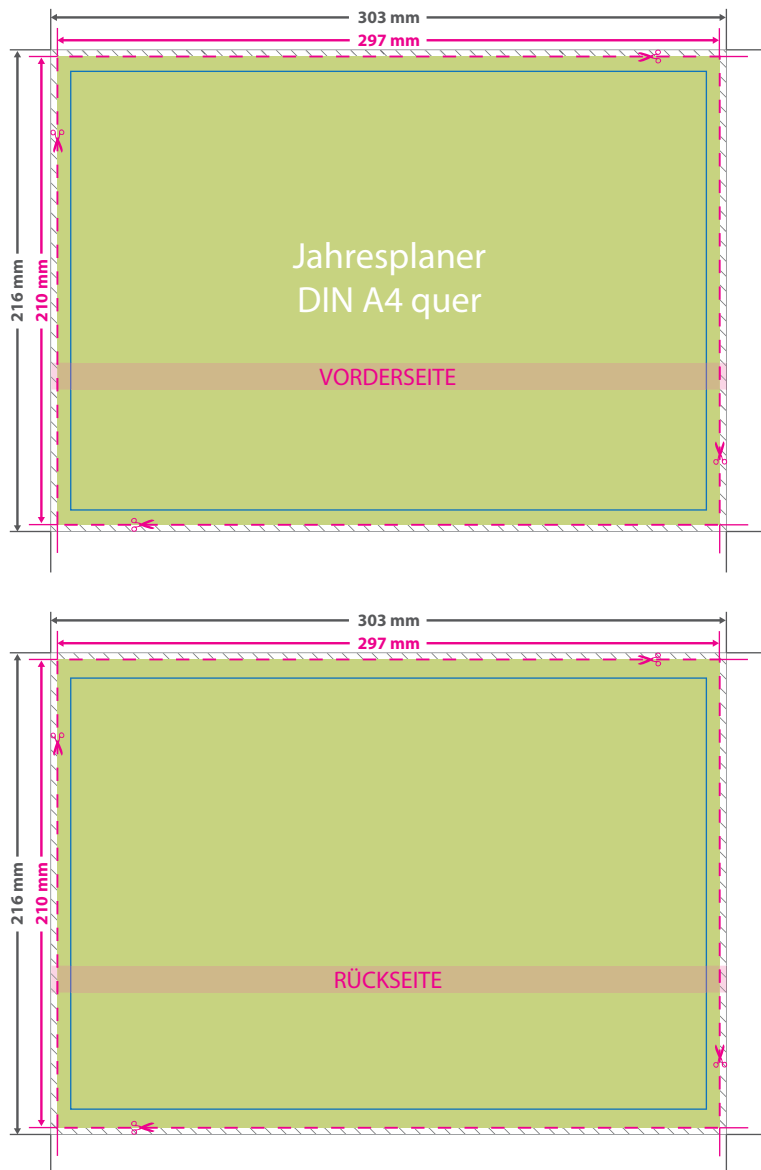 303 mm
297 mm
216 mm
210 mm
Jahresplaner
DIN A4 quer
VORDERSEITE
303 mm
297 mm
216 mm
210 mm
RÜCKSEITE